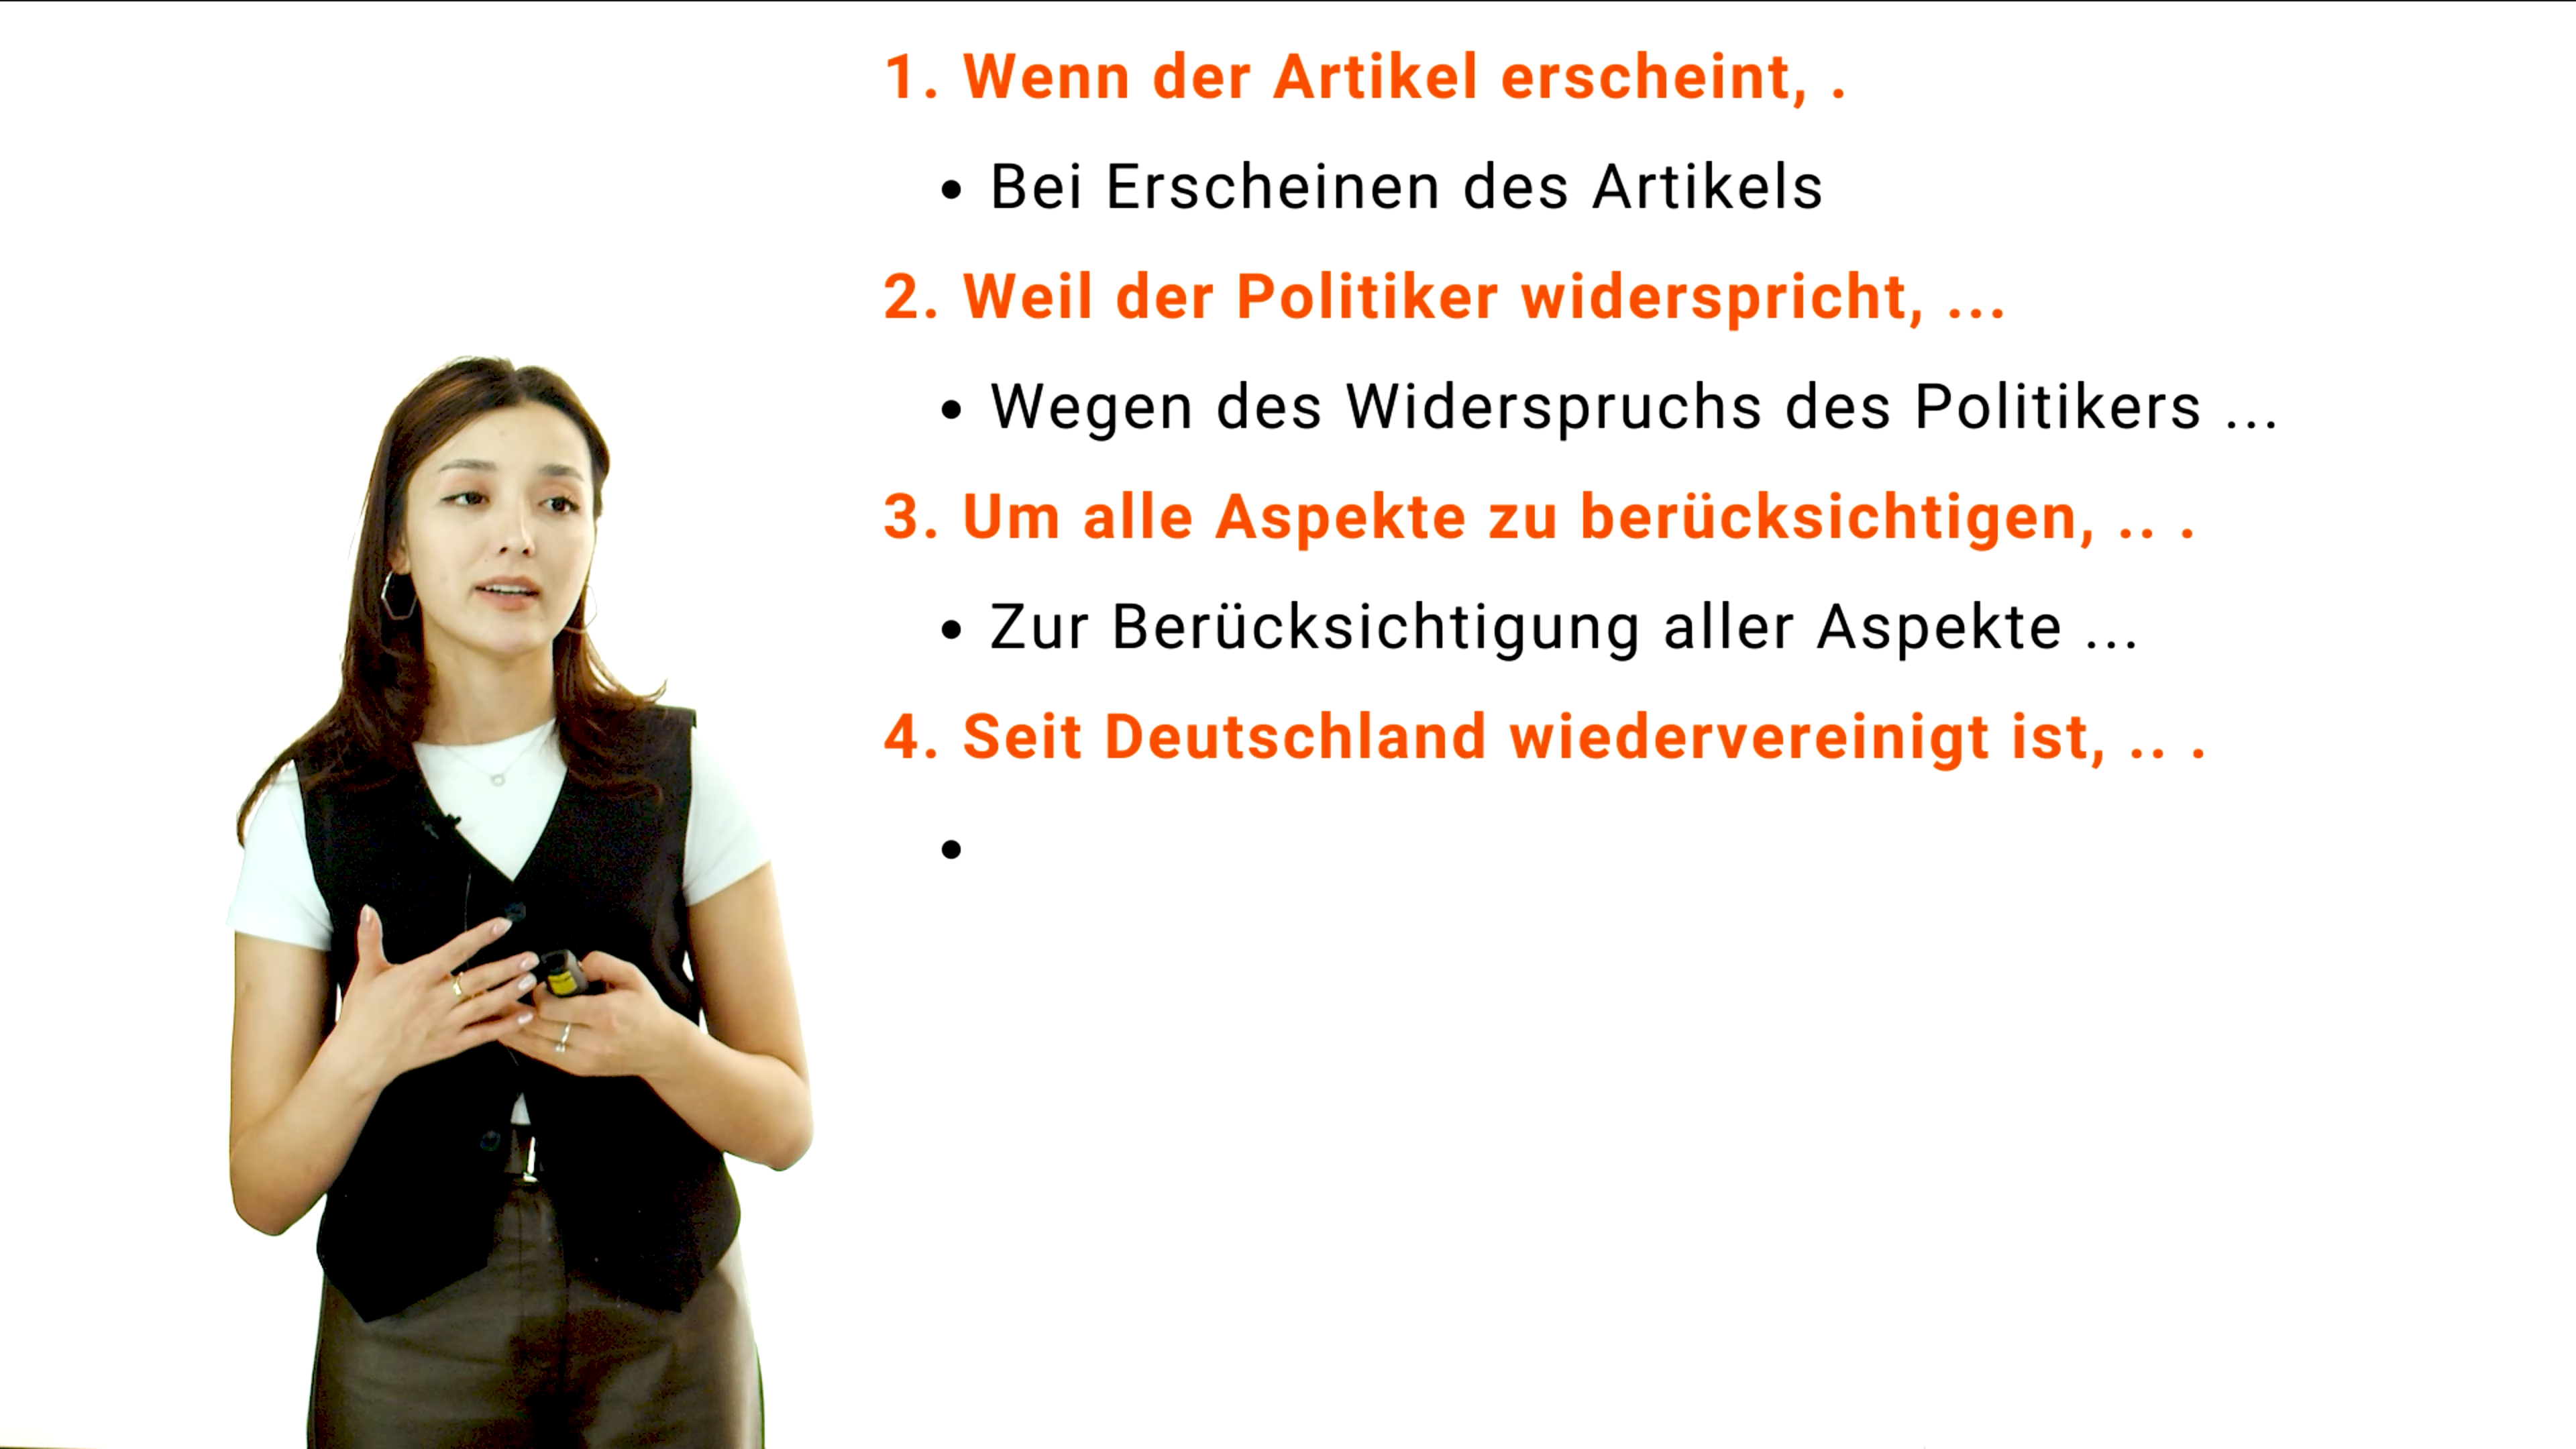 1. Wenn der Artikel erscheint, .
• Bei Erscheinen des Artikels
2. Weil der Politiker widerspricht, ...
• Wegen des Widerspruchs des Politikers ...
3. Um alle Aspekte zu berücksichtigen, .. .
• Zur Berücksichtigung aller Aspekte ...
4. Seit Deutschland wiedervereinigt ist, .. .
•